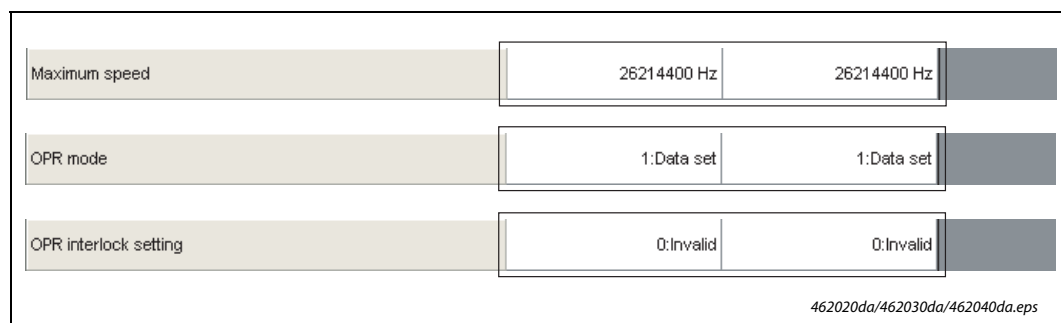 Maximum speed 26214400 Hz 26214400 Hz
OPR mode 1:Data set 1:Data set
OPR interlock setting 0:Invalid 0:Invalid
462020da/462030da/462040da.eps